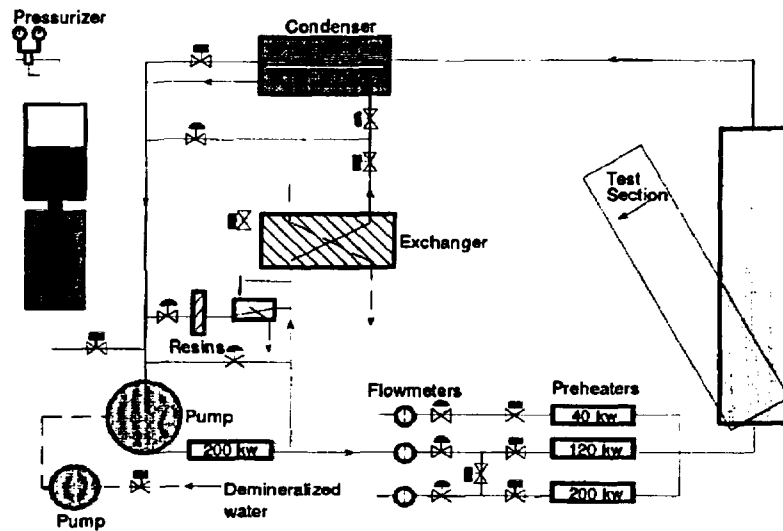 Pressurizer
Condenser
Test
Section
Exchanger
Resins
Flowmeters
Preheaters
Pump
40 kw
200 kw
120 kw
200 kw
Demineralized
water
Pump